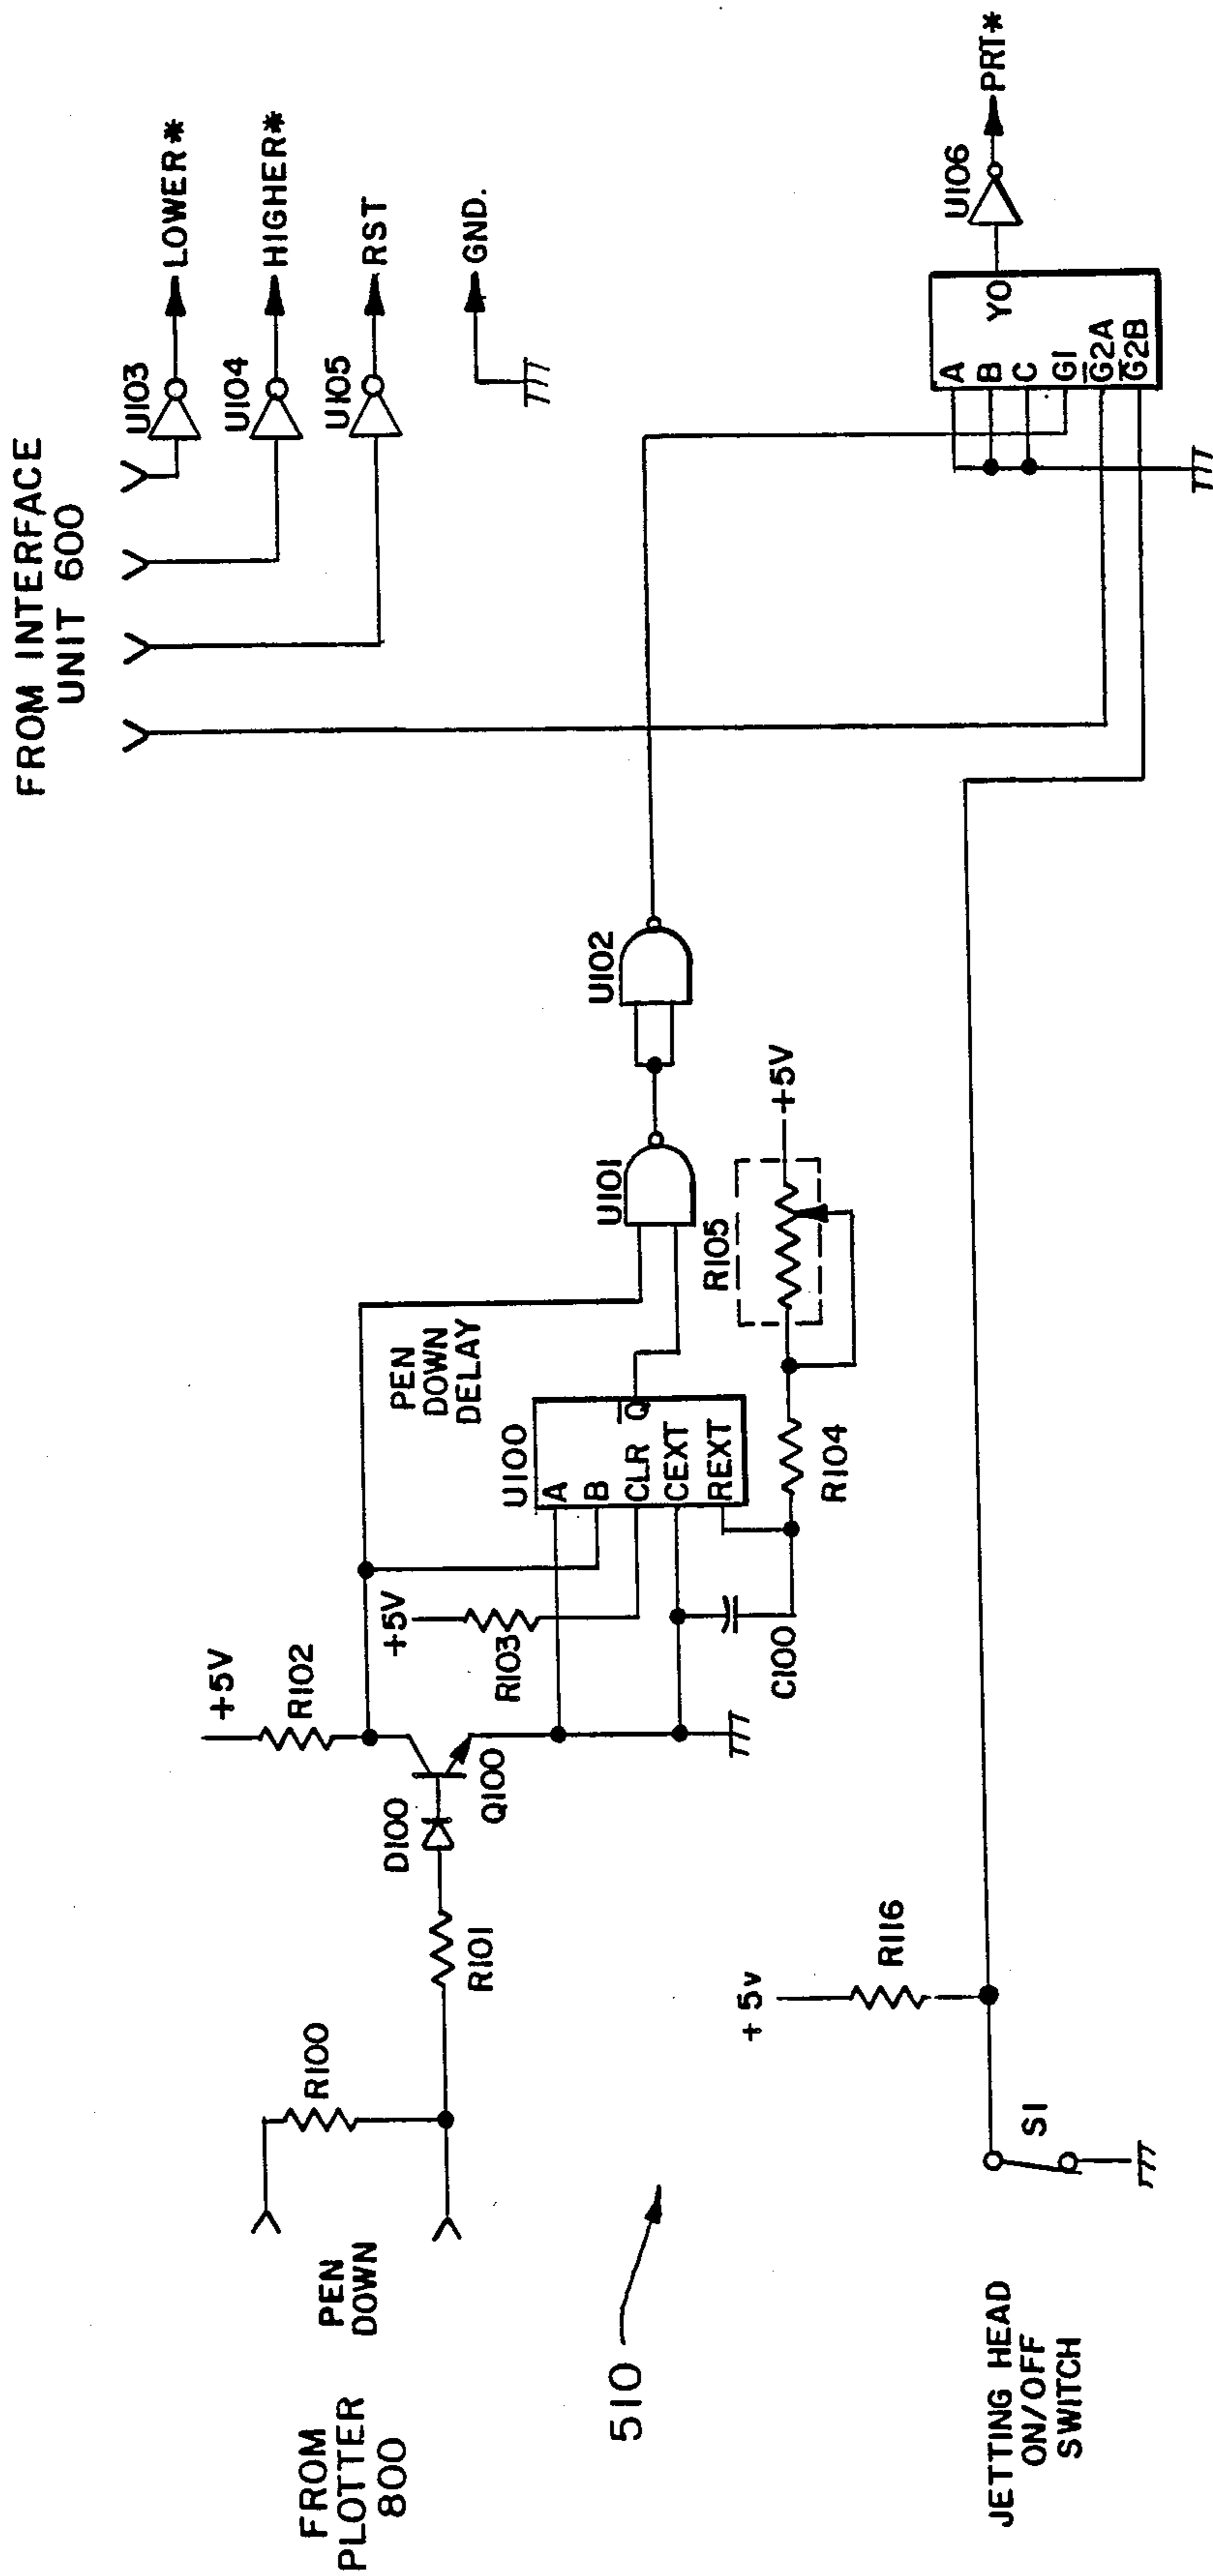 FROM INTERFACE
UNIT 600
U103
LOWER*
U104
HIGHER*
U105
RST
GND.
+5V
R102
D100
Q100
R101
R100
PEN
DOWN
FROM
PLOTTER
800
+5V
R103
PEN
DOWN
DELAY
U100
A
B
CLR
CEXT
REXT
Q
C100
R104
R105
+5V
U101
U102
510
+5v
R116
S1
JETTING HEAD
ON/OFF
SWITCH
A
B
C
G1
G2A
G2B
Y0
U106
PRT*